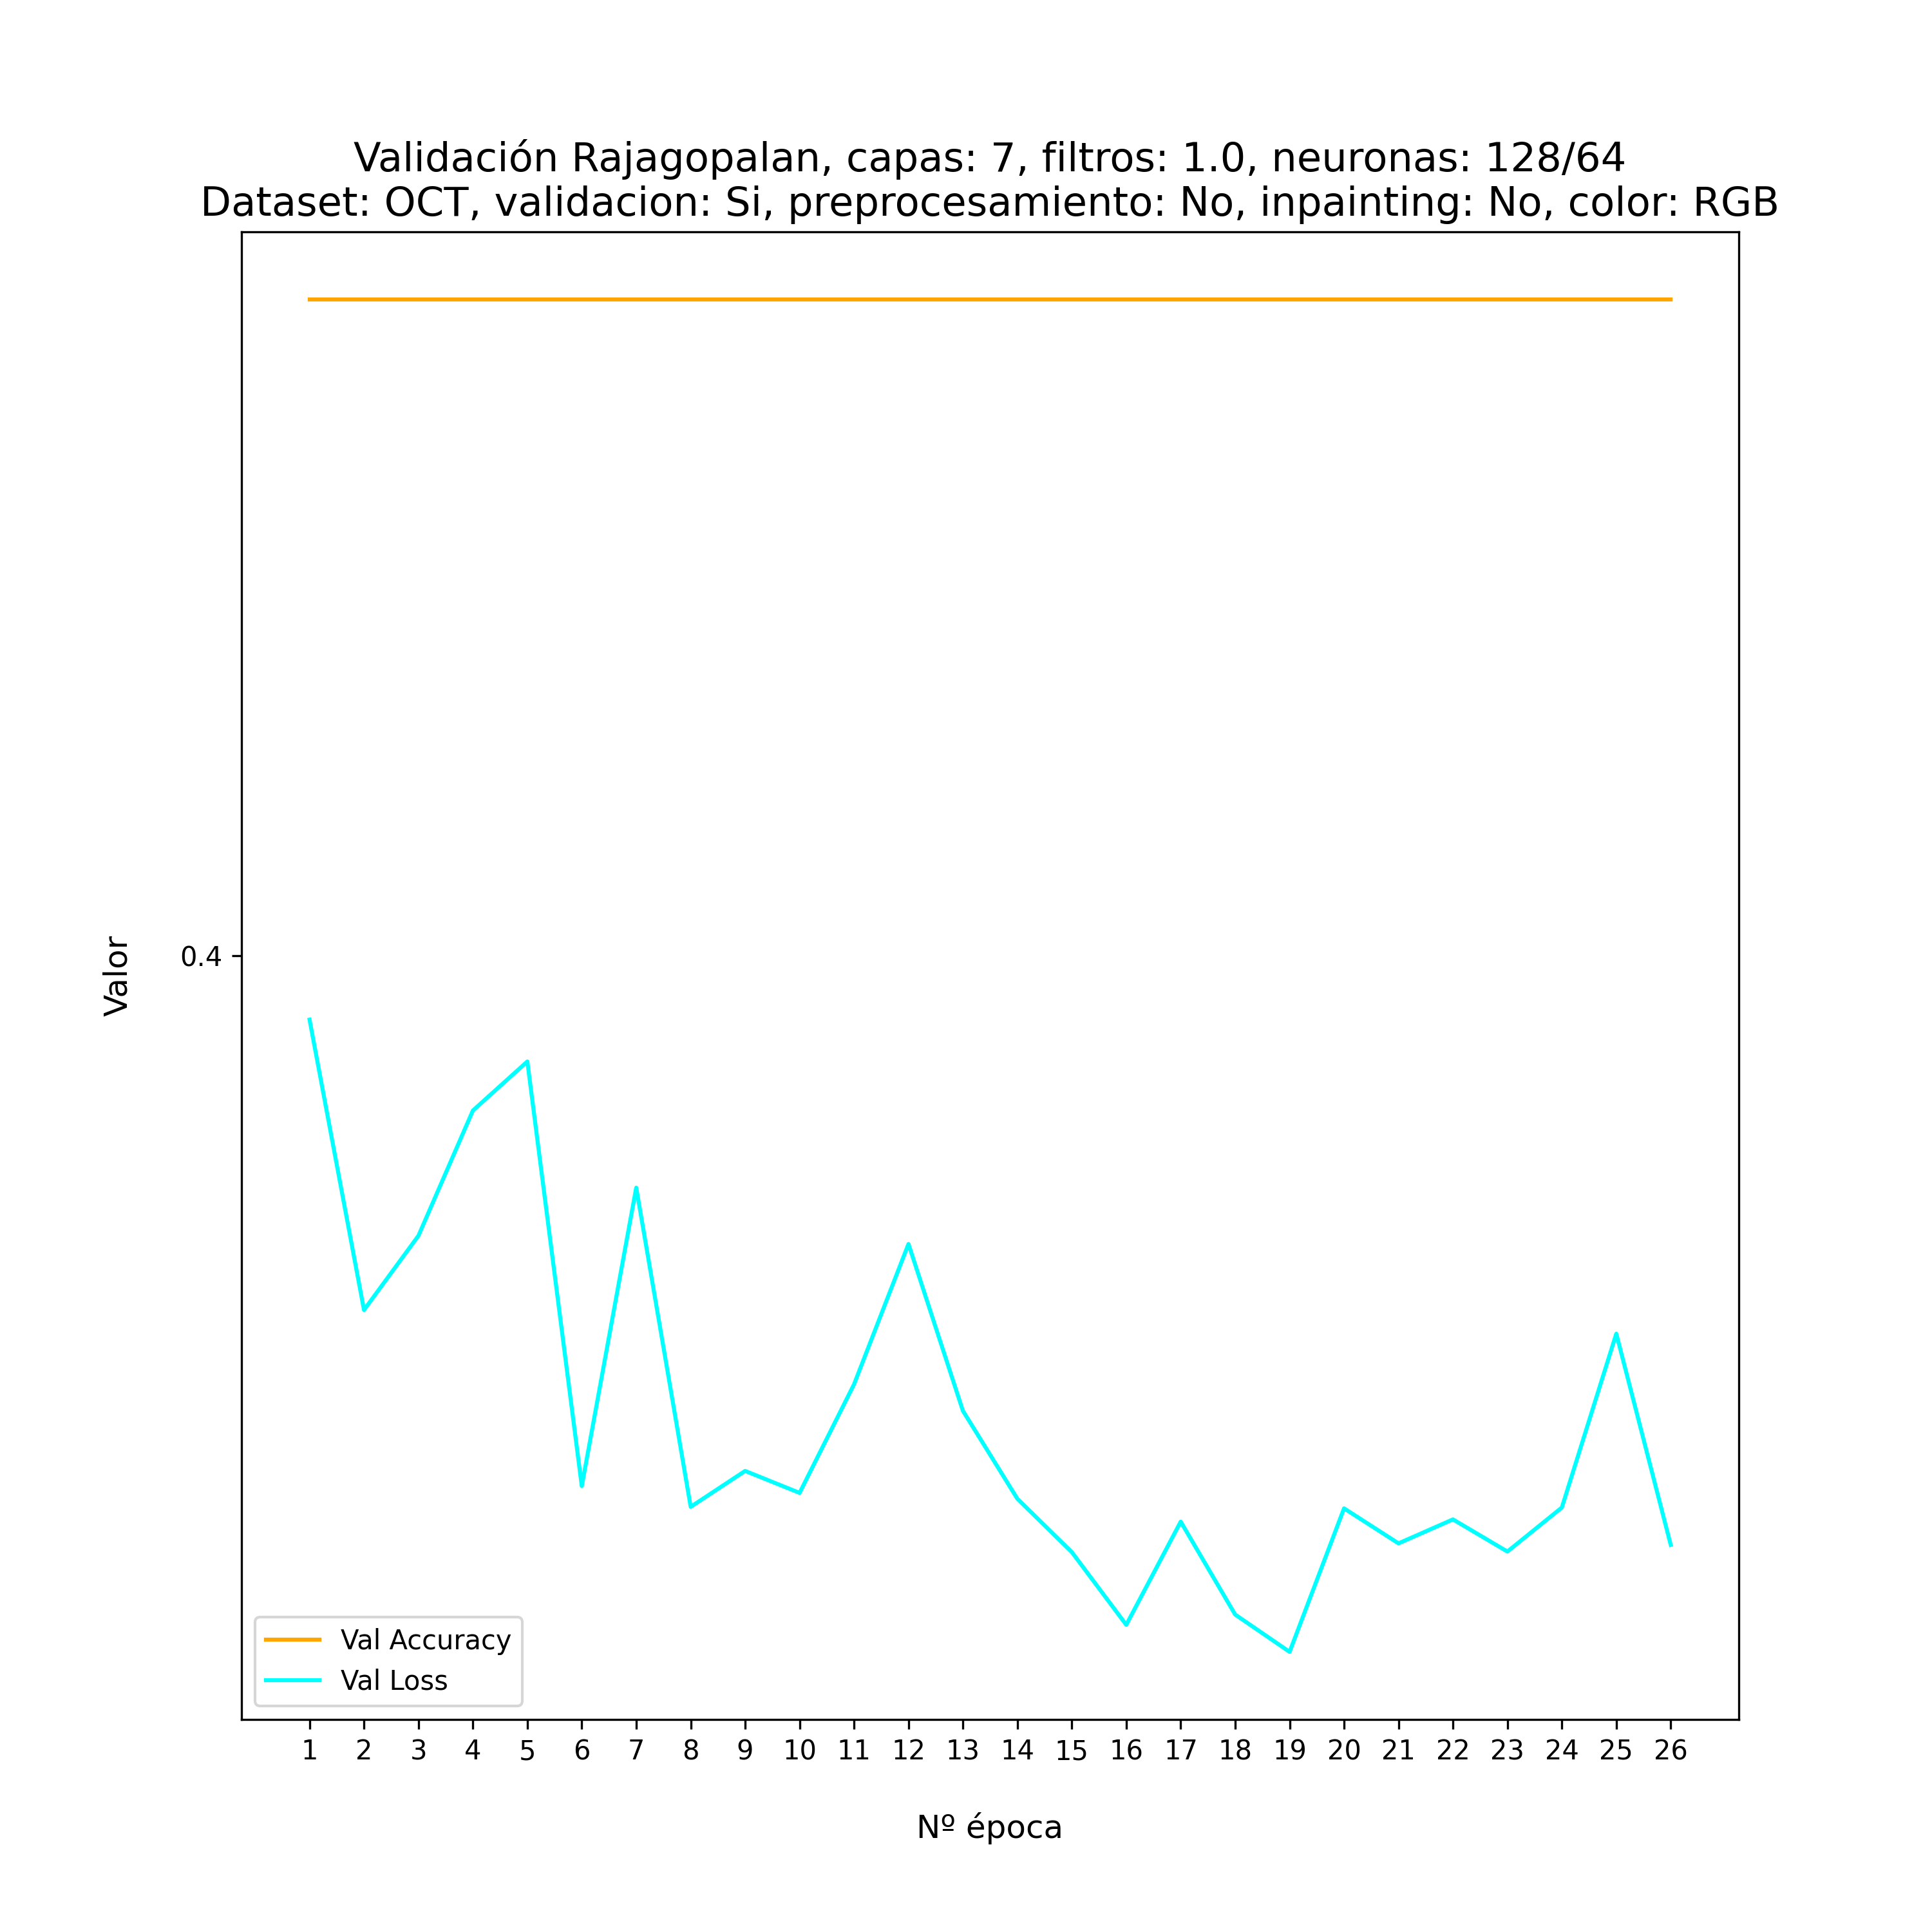 Validación Rajagopalan, capas: 7, filtros: 1.0, neuronas: 128/64
Dataset: OCT, validacion: Si, preprocesamiento: No, inpainting: No, color: RGB
Valor
0.4
Val Accuracy
Val Loss
1 2 3 4 5 6 7 8 9 10 11 12 13 14 15 16 17 18 19 20 21 22 23 24 25 26
Nº época